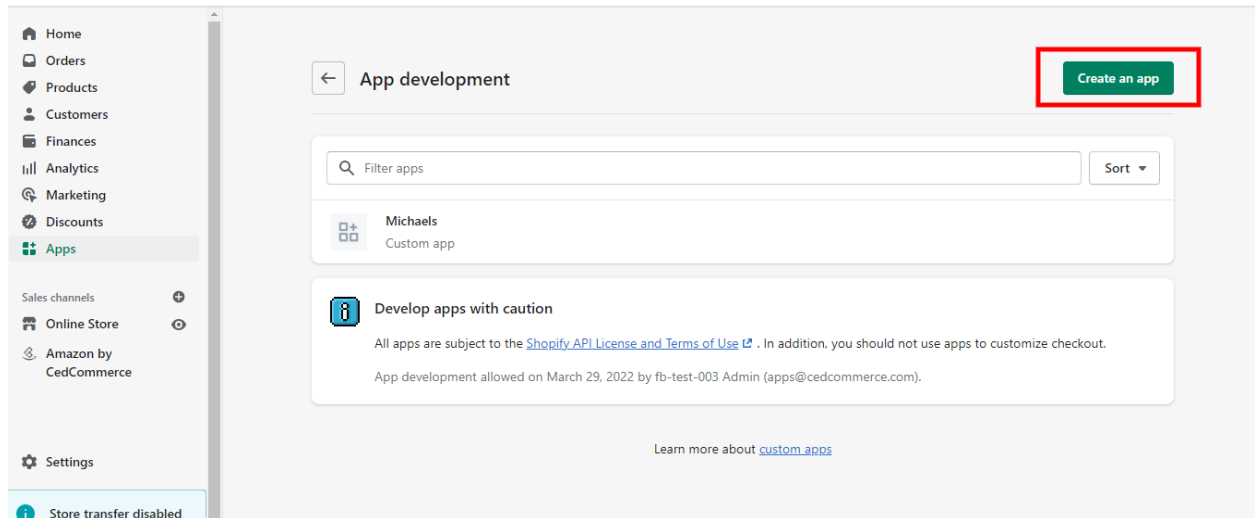 Home
Orders
Products
Customers
Finances
Analytics
Marketing
Discounts
Apps
Sales channels
Online Store
Amazon by
CedCommerce
Settings
Store transfer disabled
App development
Create an app
Filter apps
Sort
Michaels
Custom app
Develop apps with caution
All apps are subject to the Shopify API License and Terms of Use . In addition, you should not use apps to customize checkout.
App development allowed on March 29, 2022 by fb-test-003 Admin (apps@cedcommerce.com).
Learn more about custom apps